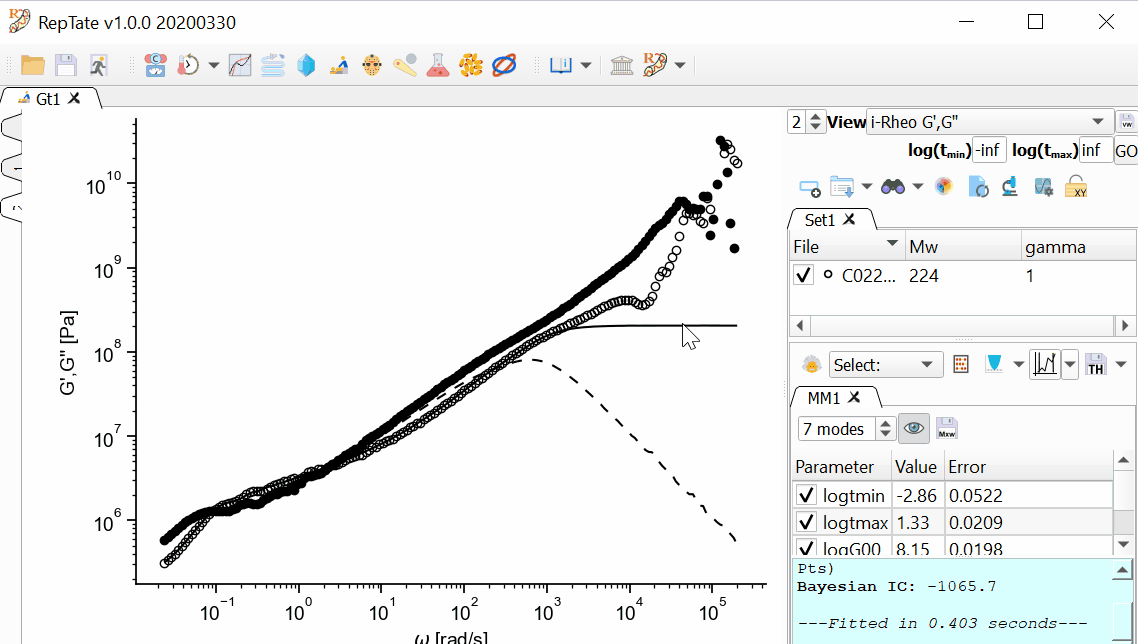 RepTate v1.0.0 20200330
Gt1
2 View i-Rheo G',G"
log(tmin) -inf log(tmax) inf GO
XY
Set1
File Mw gamma
C022... 224 1
Select: TH
MM1
7 modes Mxw
Parameter Value Error
logtmin -2.86 0.0522
logtmax 1.33 0.0209
logG00 8.15 0.0198
Pts)
Bayesian IC: -1065.7
---Fitted in 0.403 seconds---
G',G" [Pa]
10^10
10^9
10^8
10^7
10^6
10^-1 10^0 10^1 10^2 10^3 10^4 10^5
ω [rad/s]